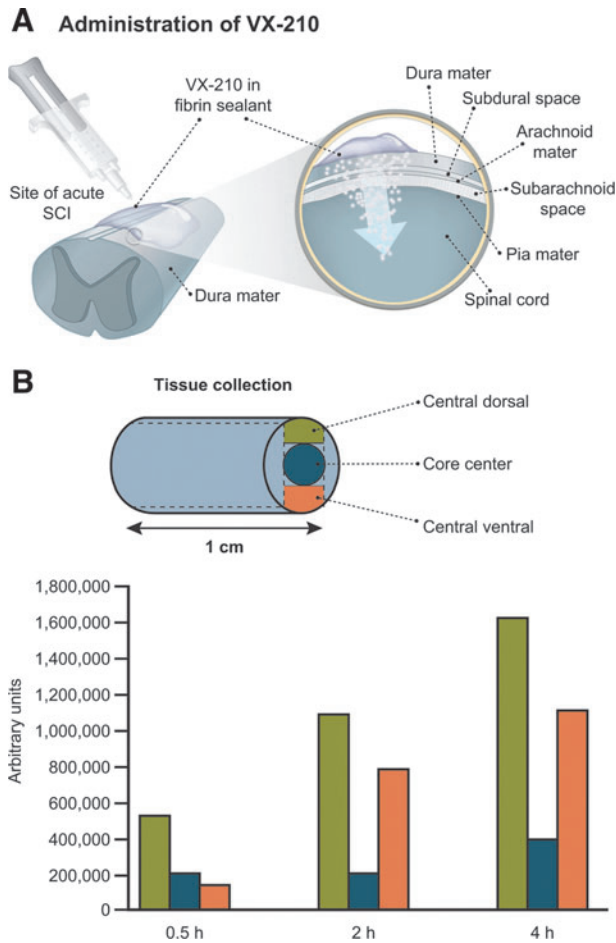 A Administration of VX-210
VX-210 in
fibrin sealant
Site of acute
SCI
Dura mater
Dura mater
Subdural space
Arachnoid
mater
Subarachnoid
space
Pia mater
Spinal cord
B
Tissue collection
Central dorsal
Core center
Central ventral
1 cm
Arbitrary units
1,800,000
1,600,000
1,400,000
1,200,000
1,000,000
800,000
600,000
400,000
200,000
0
0.5 h
2 h
4 h